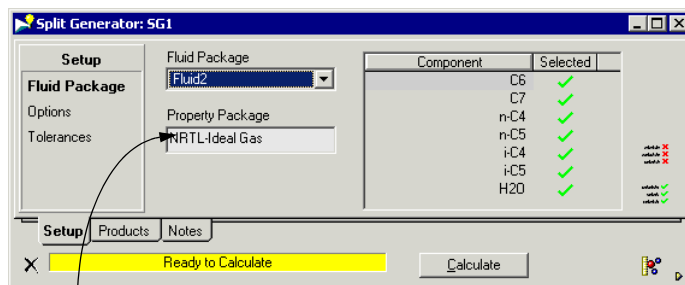 Split Generator: SG1
Setup
Fluid Package
Options
Tolerances
Fluid Package
Fluid2
Property Package
NRTL-Ideal Gas
Component Selected
C6
C7
n-C4
n-C5
i-C4
i-C5
H2O
Setup Products Notes
Ready to Calculate
Calculate